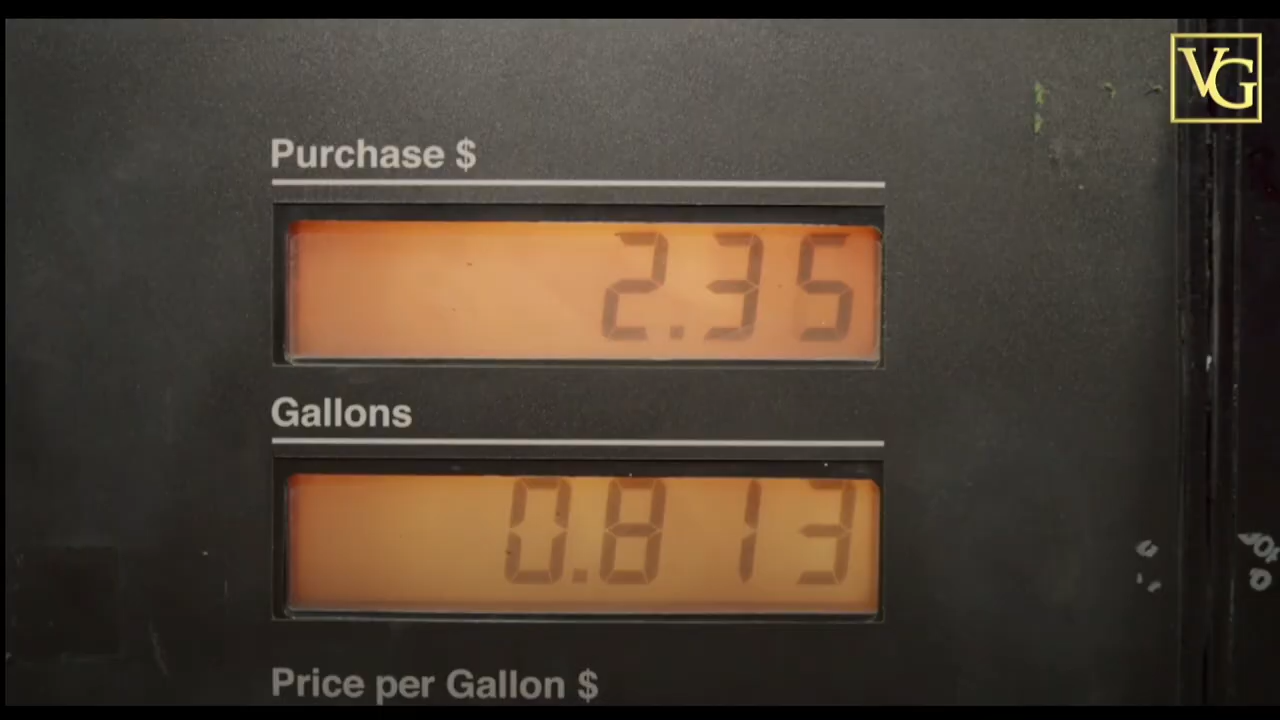 VG
Purchase $
2.35
Gallons
0.813
Price per Gallon $